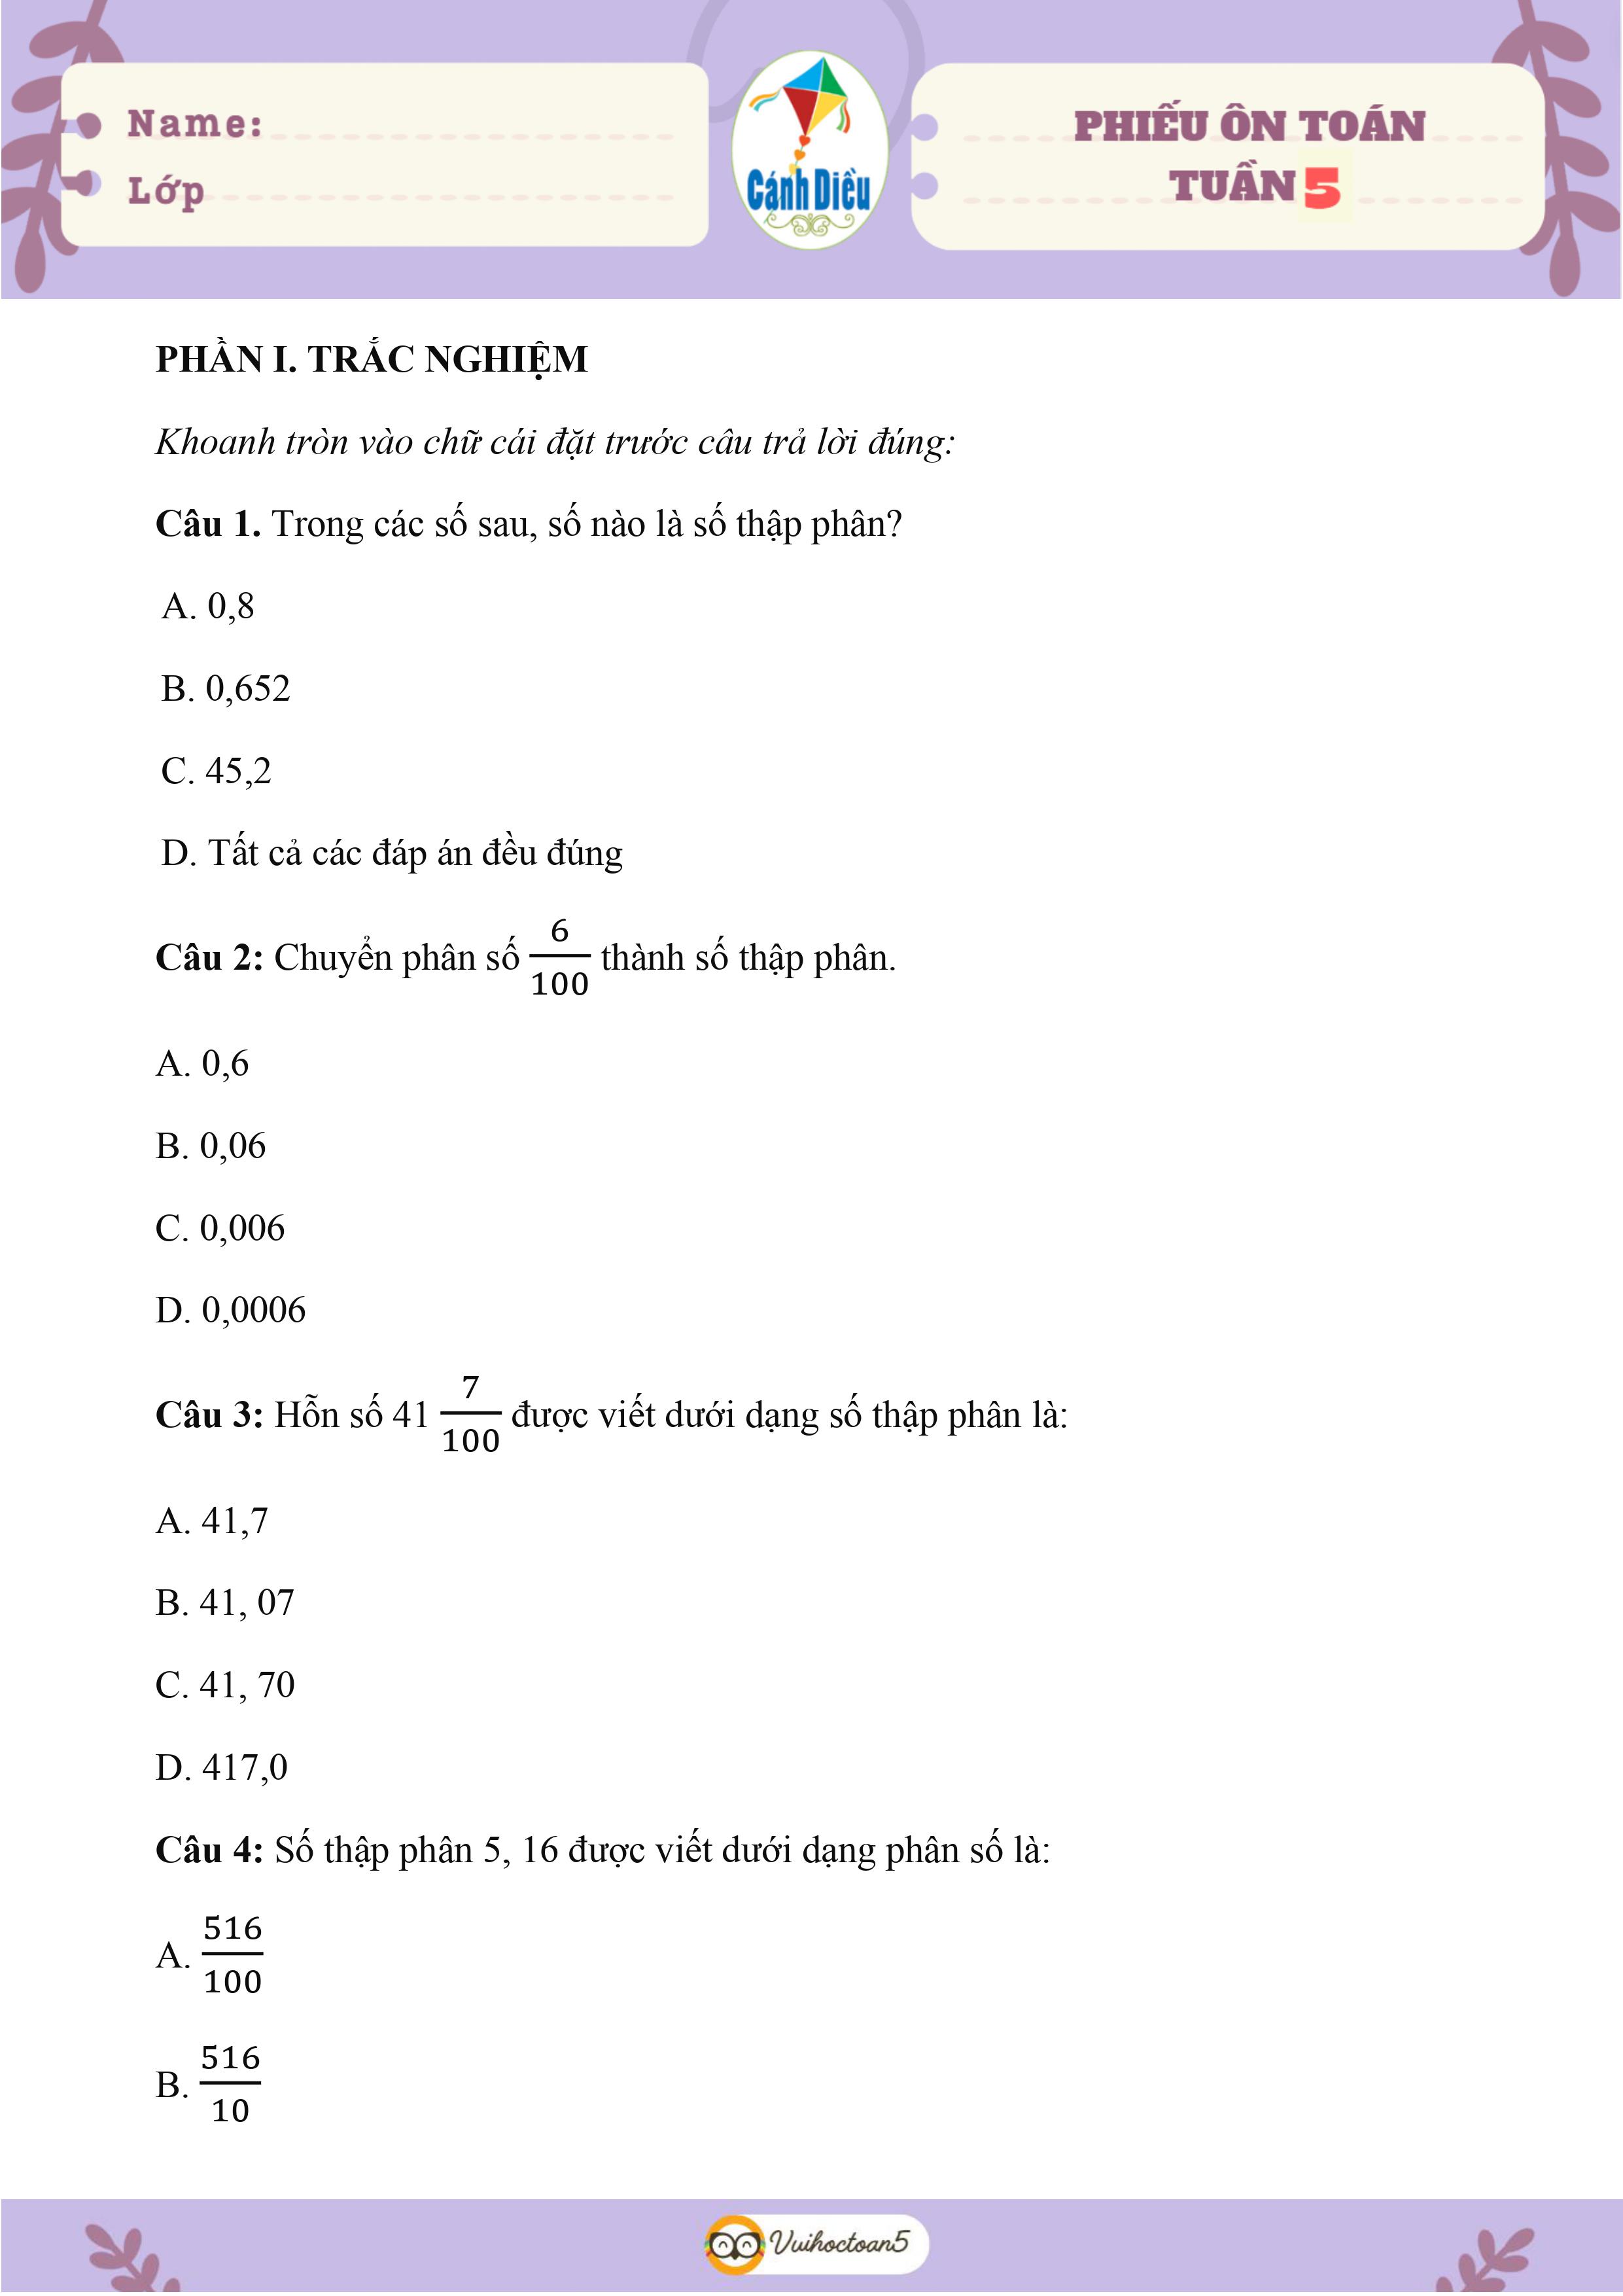 Name:
Lớp
Cánh Diều
PHIẾU ÔN TOÁN
TUẦN 5
PHẦN I. TRẮC NGHIỆM
Khoanh tròn vào chữ cái đặt trước câu trả lời đúng:
Câu 1. Trong các số sau, số nào là số thập phân?
A. 0,8
B. 0,652
C. 45,2
D. Tất cả các đáp án đều đúng
Câu 2: Chuyển phân số 6/100 thành số thập phân.
A. 0,6
B. 0,06
C. 0,006
D. 0,0006
Câu 3: Hỗn số 41 7/100 được viết dưới dạng số thập phân là:
A. 41,7
B. 41, 07
C. 41, 70
D. 417,0
Câu 4: Số thập phân 5, 16 được viết dưới dạng phân số là:
A. 516/100
B. 516/10
Vuihoctoan5